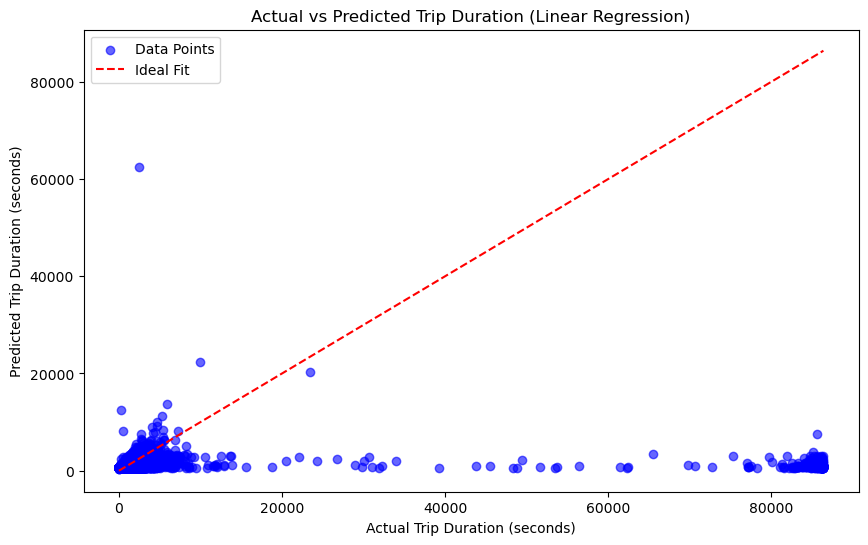 Actual vs Predicted Trip Duration (Linear Regression)
Data Points
Ideal Fit
Predicted Trip Duration (seconds)
80000
60000
40000
20000
0
0 20000 40000 60000 80000
Actual Trip Duration (seconds)